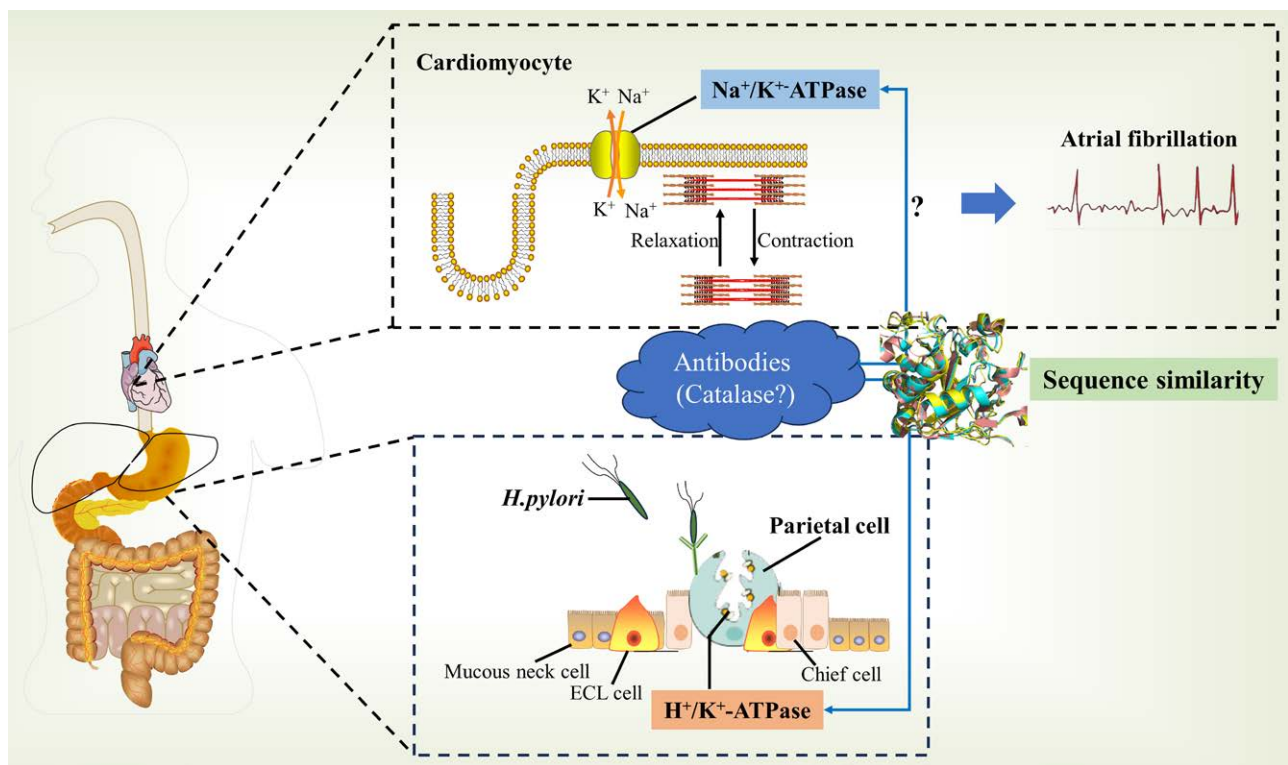 Cardiomyocyte
K⁺ Na⁺
Na⁺/K⁺-ATPase
K⁺ Na⁺
Relaxation
Contraction
?
Atrial fibrillation
Antibodies
(Catalase?)
Sequence similarity
H.pylori
Parietal cell
Mucous neck cell
ECL cell
Chief cell
H⁺/K⁺-ATPase